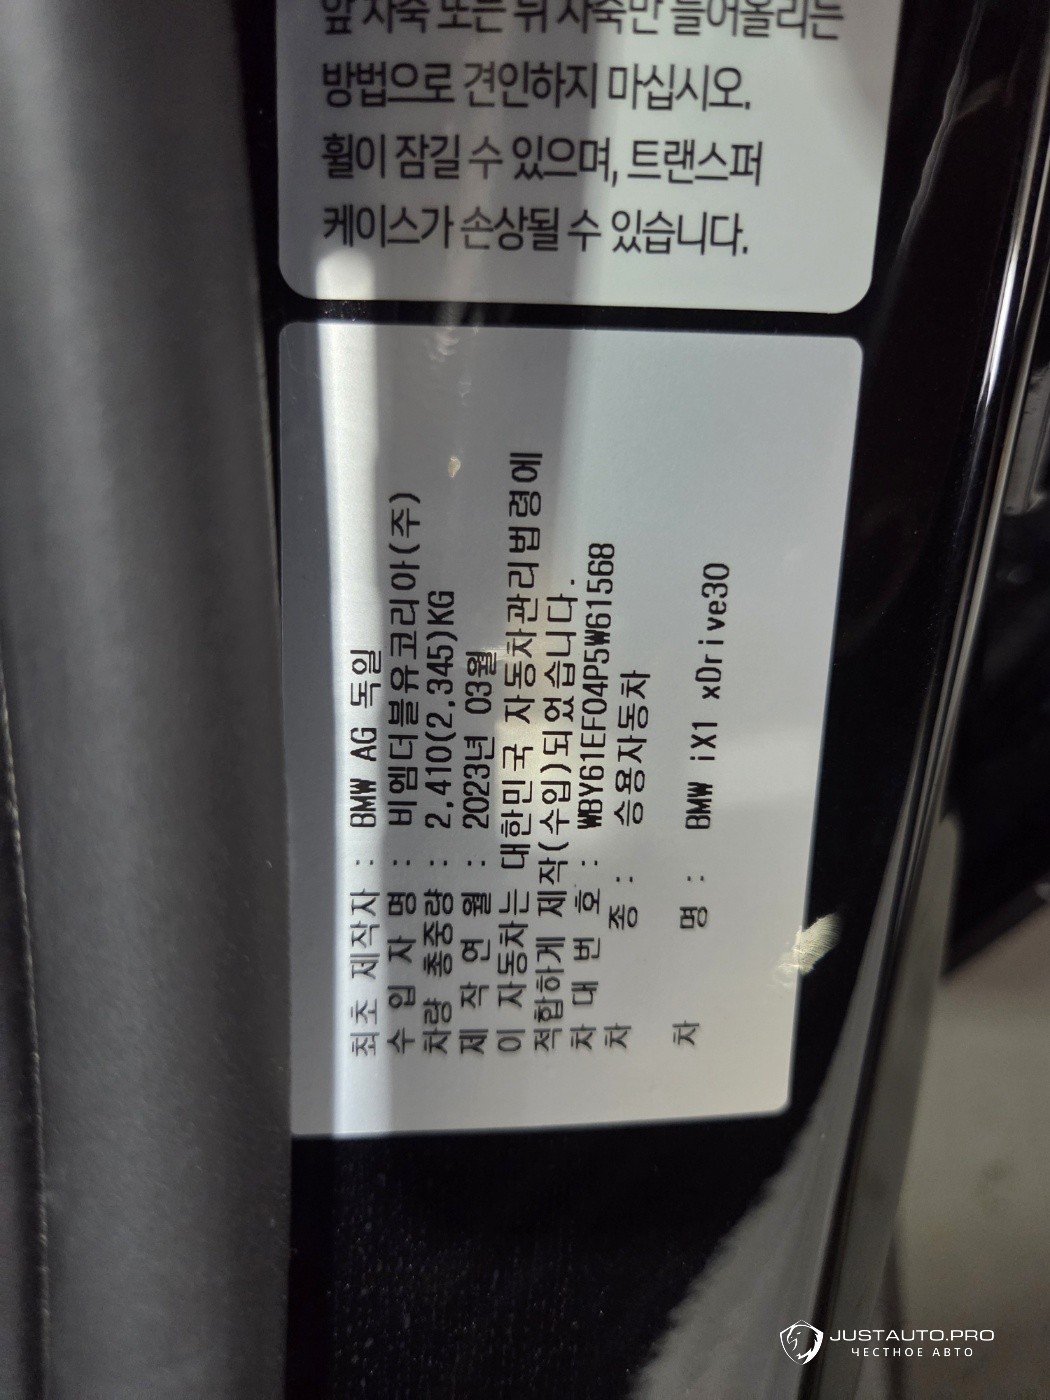 앞 차축 또는 뒤 차축만 들어올리는
방법으로 견인하지 마십시오.
휠이 잠길 수 있으며, 트랜스퍼
케이스가 손상될 수 있습니다.
최초 제작자 : BMW AG 독일
수 입 자 명 : 비엠더블유코리아(주)
차량 총중량 : 2,410(2,345)KG
제 작 연 월 : 2023년 03월
이 자동차는 대한민국 자동차관리법령에
적합하게 제작(수입)되었습니다.
차 대 번 호 : WBY61EF04P5W61568
차 종 : 승용자동차
차 명 : BMW iX1 xDrive30
JUSTAUTO.PRO
ЧЕСТНОЕ АВТО